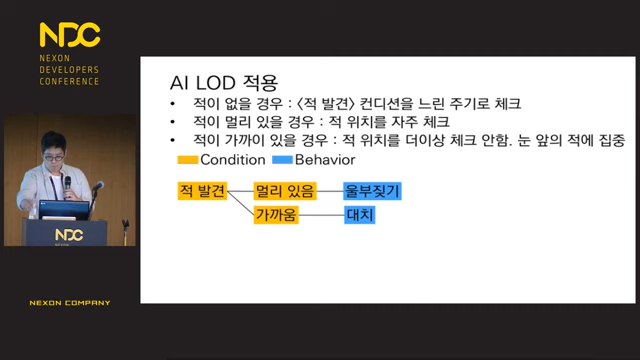 NDC
NEXON
DEVELOPERS
CONFERENCE
AI LOD 적용
• 적이 없을 경우 : <적 발견> 컨디션을 느린 주기로 체크
• 적이 멀리 있을 경우 : 적 위치를 자주 체크
• 적이 가까이 있을 경우 : 적 위치를 더이상 체크 안함. 눈 앞의 적에 집중
Condition Behavior
적 발견 멀리 있음 울부짖기
가까움 대치
NDC
NEXON COMPANY